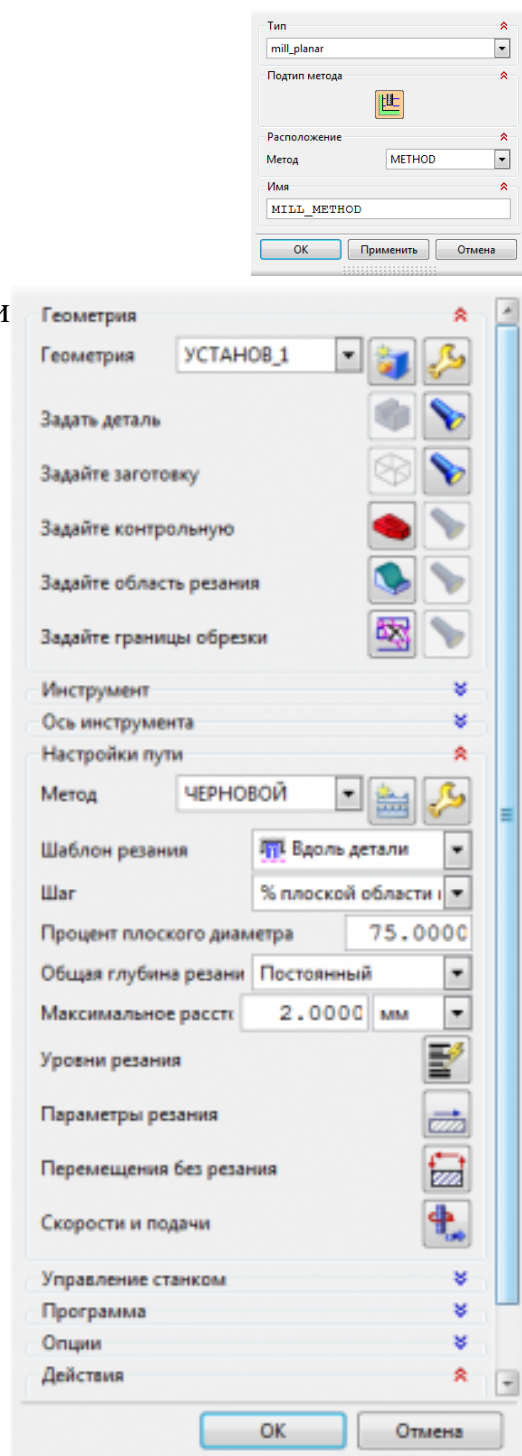 Тип
mill_planar
Подтип метода
Расположение
Метод METHOD
Имя
MILL_METHOD
ОК Применить Отмена
и
Геометрия
Геометрия УСТАНОВ_1
Задать деталь
Задайте заготовку
Задайте контрольную
Задайте область резания
Задайте границы обрезки
Инструмент
Ось инструмента
Настройки пути
Метод ЧЕРНОВОЙ
Шаблон резания Вдоль детали
Шаг % плоской области
Процент плоского диаметра 75.0000
Общая глубина резани Постоянный
Максимальное расст 2.0000 мм
Уровни резания
Параметры резания
Перемещения без резания
Скорости и подачи
Управление станком
Программа
Опции
Действия
ОК Отмена